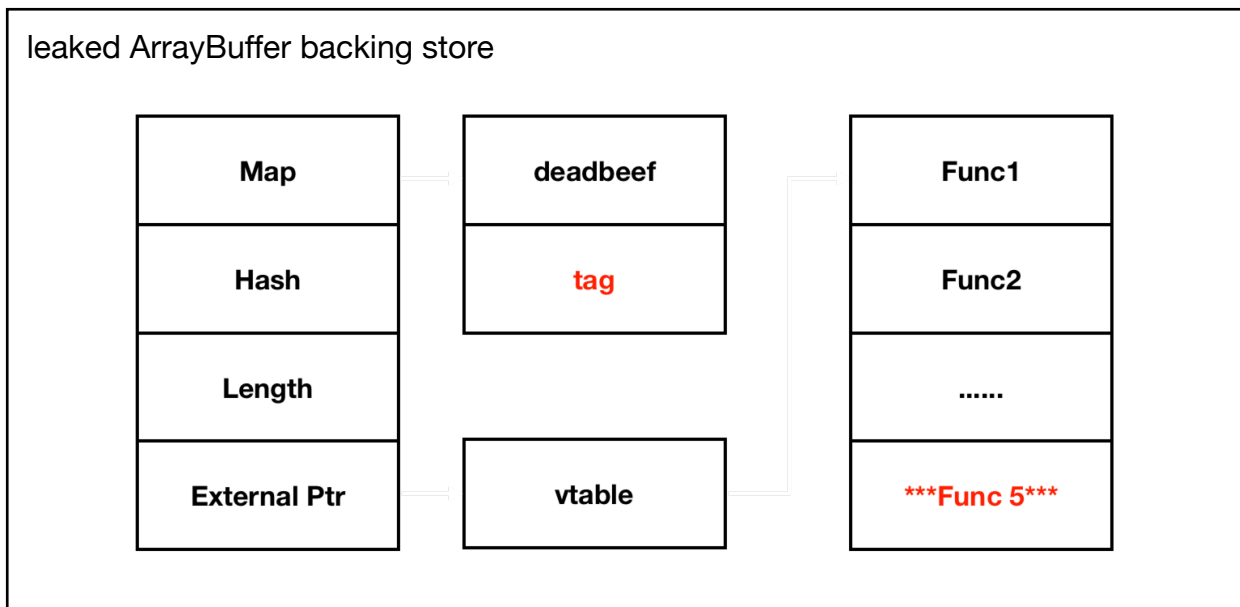 leaked ArrayBuffer backing store
Map
deadbeef
Func1
Hash
tag
Func2
Length
......
External Ptr
vtable
***Func 5***